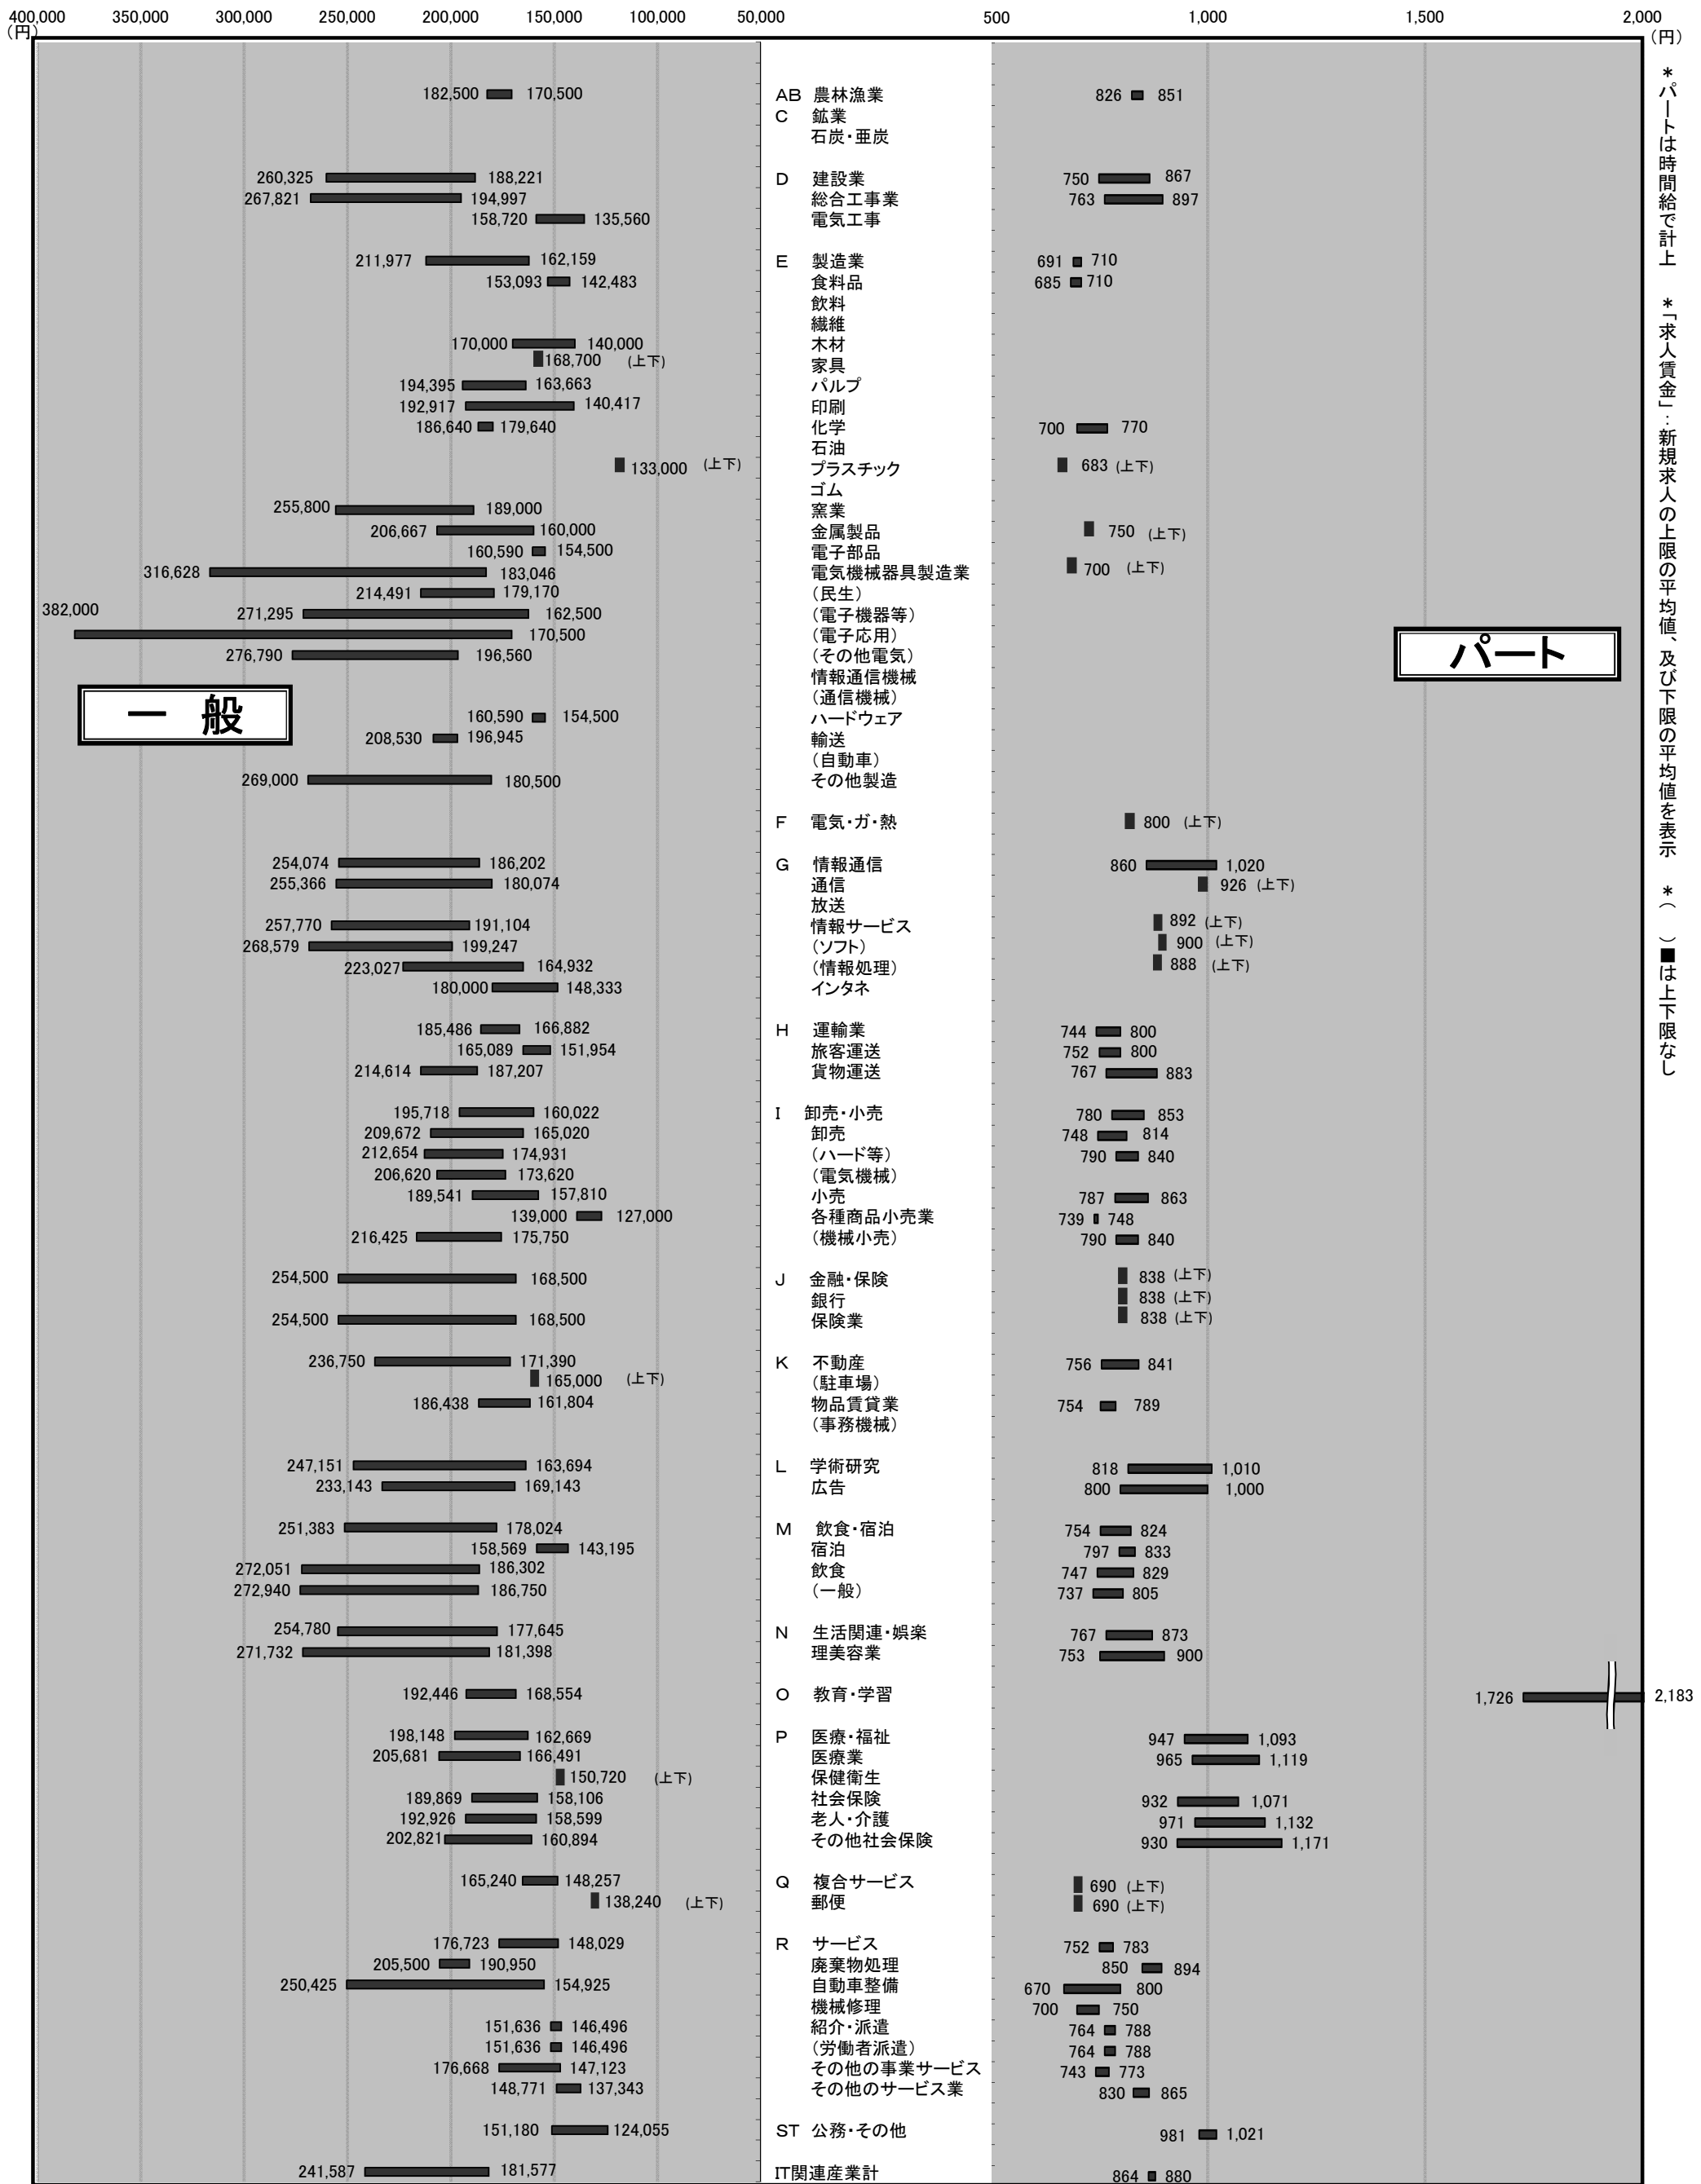 400,000 350,000 300,000 250,000 200,000 150,000 100,000 50,000 500 1,000 1,500 2,000
(円) (円)
182,500 170,500 AB 農林漁業 826 851
C 鉱業
石炭・亜炭
260,325 188,221 D 建設業 750 867
267,821 194,997 総合工事業 763 897
158,720 135,560 電気工事
211,977 162,159 E 製造業 691 710
153,093 142,483 食料品 685 710
飲料
繊維
170,000 140,000 木材
168,700 (上下) 家具
194,395 163,663 パルプ
192,917 140,417 印刷
186,640 179,640 化学 700 770
石油
133,000 (上下) プラスチック 683 (上下)
ゴム
255,800 189,000 窯業
206,667 160,000 金属製品 750 (上下)
160,590 154,500 電子部品
316,628 183,046 電気機械器具製造業 700 (上下)
214,491 179,170 (民生)
271,295 162,500 (電子機器等)
382,000 170,500 (電子応用)
276,790 196,560 (その他電気)
情報通信機械
(通信機械)
160,590 154,500 ハードウェア
208,530 196,945 輸送
(自動車)
269,000 180,500 その他製造
一 般
パート
F 電気・ガ・熱 800 (上下)
254,074 186,202 G 情報通信 860 1,020
255,366 180,074 通信 926 (上下)
放送
257,770 191,104 情報サービス 892 (上下)
268,579 199,247 (ソフト) 900 (上下)
223,027 164,932 (情報処理) 888 (上下)
180,000 148,333 インタネ
185,486 166,882 H 運輸業 744 800
165,089 151,954 旅客運送 752 800
214,614 187,207 貨物運送 767 883
195,718 160,022 I 卸売・小売 780 853
209,672 165,020 卸売 748 814
212,654 174,931 (ハード等) 790 840
206,620 173,620 (電気機械)
189,541 157,810 小売 787 863
139,000 127,000 各種商品小売業 739 748
216,425 175,750 (機械小売) 790 840
254,500 168,500 J 金融・保険 838 (上下)
銀行 838 (上下)
254,500 168,500 保険業 838 (上下)
236,750 171,390 K 不動産 756 841
165,000 (上下) (駐車場)
186,438 161,804 物品賃貸業 754 789
(事務機械)
247,151 163,694 L 学術研究 818 1,010
233,143 169,143 広告 800 1,000
251,383 178,024 M 飲食・宿泊 754 824
158,569 143,195 宿泊 797 833
272,051 186,302 飲食 747 829
272,940 186,750 (一般) 737 805
254,780 177,645 N 生活関連・娯楽 767 873
271,732 181,398 理美容業 753 900
192,446 168,554 O 教育・学習 1,726 2,183
198,148 162,669 P 医療・福祉 947 1,093
205,681 166,491 医療業 965 1,119
150,720 (上下) 保健衛生
189,869 158,106 社会保険 932 1,071
192,926 158,599 老人・介護 971 1,132
202,821 160,894 その他社会保険 930 1,171
165,240 148,257 Q 複合サービス 690 (上下)
138,240 (上下) 郵便 690 (上下)
176,723 148,029 R サービス 752 783
205,500 190,950 廃棄物処理 850 894
250,425 154,925 自動車整備 670 800
機械修理 700 750
151,636 146,496 紹介・派遣 764 788
151,636 146,496 (労働者派遣) 764 788
176,668 147,123 その他の事業サービス 743 773
148,771 137,343 その他のサービス業 830 865
151,180 124,055 ST 公務・その他 981 1,021
241,587 181,577 IT関連産業計 864 880
*パートは時間給で計上 *「求人賃金」:新規求人の上限の平均値、及び下限の平均値を表示 *( )■は上下限なし